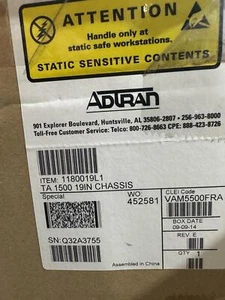 ATTENTION
Handle only at
static safe workstations.
STATIC SENSITIVE CONTENTS
ADTRAN
901 Explorer Boulevard, Huntsville, AL 35806-2807 • 256-963-8000
Toll-Free Customer Service: Telco: 800-726-8663 CPE: 888-423-8726
ITEM: 1180019L1
TA 1500 19IN CHASSIS
Special
WO:
452581
CLEI Code
VAM5500FRA
BOX DATE
09-09-14
REV. E
QTY 1
SN: Q32A3755
Assembled in China